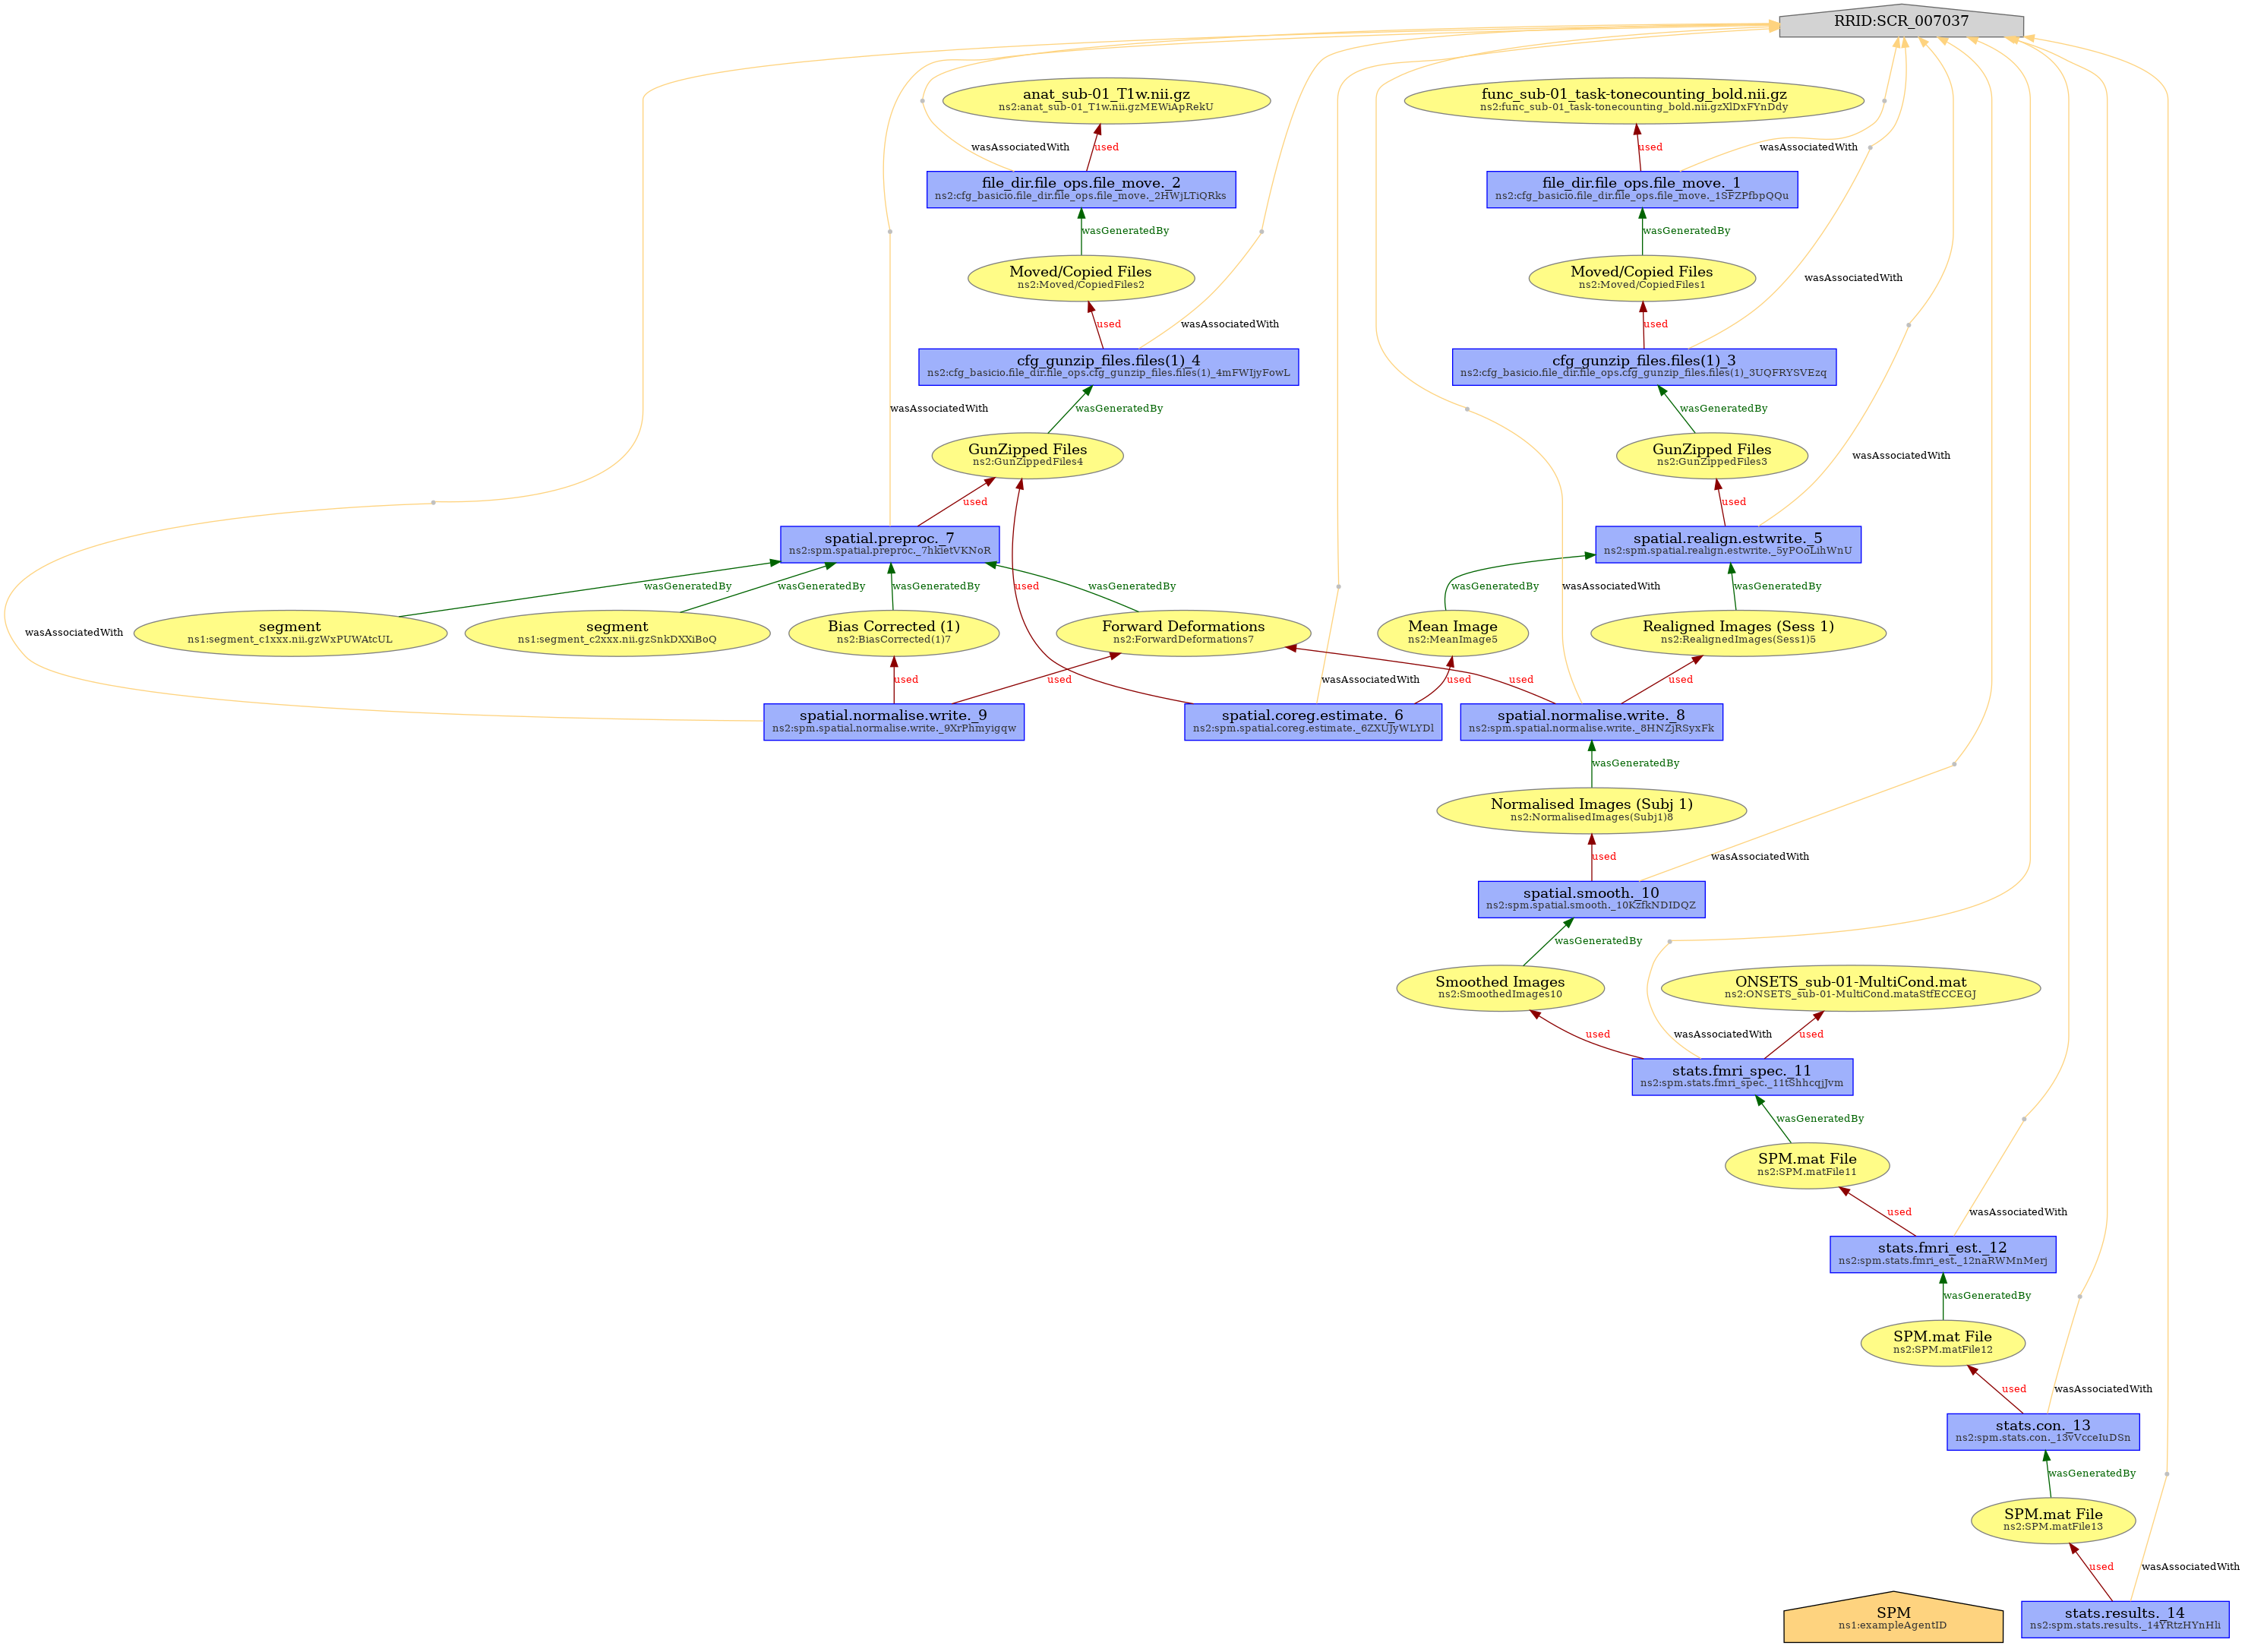 RRID:SCR_007037
anat_sub-01_T1w.nii.gz
ns2:anat_sub-01_T1w.nii.gzMEWiApRekU
func_sub-01_task-tonecounting_bold.nii.gz
ns2:func_sub-01_task-tonecounting_bold.nii.gzXlDxFYnDdy
wasAssociatedWith
used
used
wasAssociatedWith
file_dir.file_ops.file_move._2
ns2:cfg_basicio.file_dir.file_ops.file_move._2HWjLTiQRks
file_dir.file_ops.file_move._1
ns2:cfg_basicio.file_dir.file_ops.file_move._1SFZPfbpQQu
wasGeneratedBy
wasGeneratedBy
Moved/Copied Files
ns2:Moved/CopiedFiles2
Moved/Copied Files
ns2:Moved/CopiedFiles1
wasAssociatedWith
used
wasAssociatedWith
used
cfg_gunzip_files.files(1)_4
ns2:cfg_basicio.file_dir.file_ops.cfg_gunzip_files.files(1)_4mFWIjyFowL
cfg_gunzip_files.files(1)_3
ns2:cfg_basicio.file_dir.file_ops.cfg_gunzip_files.files(1)_3UQFRYSVEzq
wasAssociatedWith
wasGeneratedBy
wasGeneratedBy
GunZipped Files
ns2:GunZippedFiles4
GunZipped Files
ns2:GunZippedFiles3
wasAssociatedWith
used
used
spatial.preproc._7
ns2:spm.spatial.preproc._7hkietVKNoR
spatial.realign.estwrite._5
ns2:spm.spatial.realign.estwrite._5yPOoLihWnU
wasGeneratedBy
wasGeneratedBy
wasGeneratedBy
wasGeneratedBy
used
wasGeneratedBy
wasAssociatedWith
wasGeneratedBy
wasAssociatedWith
segment
ns1:segment_c1xxx.nii.gzWxPUWAtcUL
segment
ns1:segment_c2xxx.nii.gzSnkDXXiBoQ
Bias Corrected (1)
ns2:BiasCorrected(1)7
Forward Deformations
ns2:ForwardDeformations7
Mean Image
ns2:MeanImage5
Realigned Images (Sess 1)
ns2:RealignedImages(Sess1)5
used
used
wasAssociatedWith
used
used
used
spatial.normalise.write._9
ns2:spm.spatial.normalise.write._9XrPhmyigqw
spatial.coreg.estimate._6
ns2:spm.spatial.coreg.estimate._6ZXUJyWLYDl
spatial.normalise.write._8
ns2:spm.spatial.normalise.write._8HNZjRSyxFk
wasGeneratedBy
Normalised Images (Subj 1)
ns2:NormalisedImages(Subj1)8
used
wasAssociatedWith
spatial.smooth._10
ns2:spm.spatial.smooth._10KzfkNDIDQZ
wasGeneratedBy
Smoothed Images
ns2:SmoothedImages10
ONSETS_sub-01-MultiCond.mat
ns2:ONSETS_sub-01-MultiCond.mataStfECCEGJ
used
wasAssociatedWith
used
stats.fmri_spec._11
ns2:spm.stats.fmri_spec._11tShhcqjJvm
wasGeneratedBy
SPM.mat File
ns2:SPM.matFile11
used
wasAssociatedWith
stats.fmri_est._12
ns2:spm.stats.fmri_est._12naRWMnMerj
wasGeneratedBy
SPM.mat File
ns2:SPM.matFile12
used
wasAssociatedWith
stats.con._13
ns2:spm.stats.con._13vVcceIuDSn
wasGeneratedBy
SPM.mat File
ns2:SPM.matFile13
used
wasAssociatedWith
SPM
ns1:exampleAgentID
stats.results._14
ns2:spm.stats.results._14YRtzHYnHli